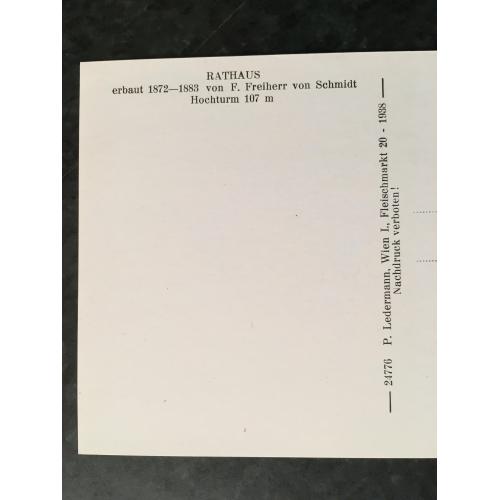 RATHAUS
erbaut 1872—1883 von F. Freiherr von Schmidt
Hochturm 107 m
— 24776 P. Ledermann, Wien I., Fleischmarkt 20 - 1938 —
Nachdruck verboten!